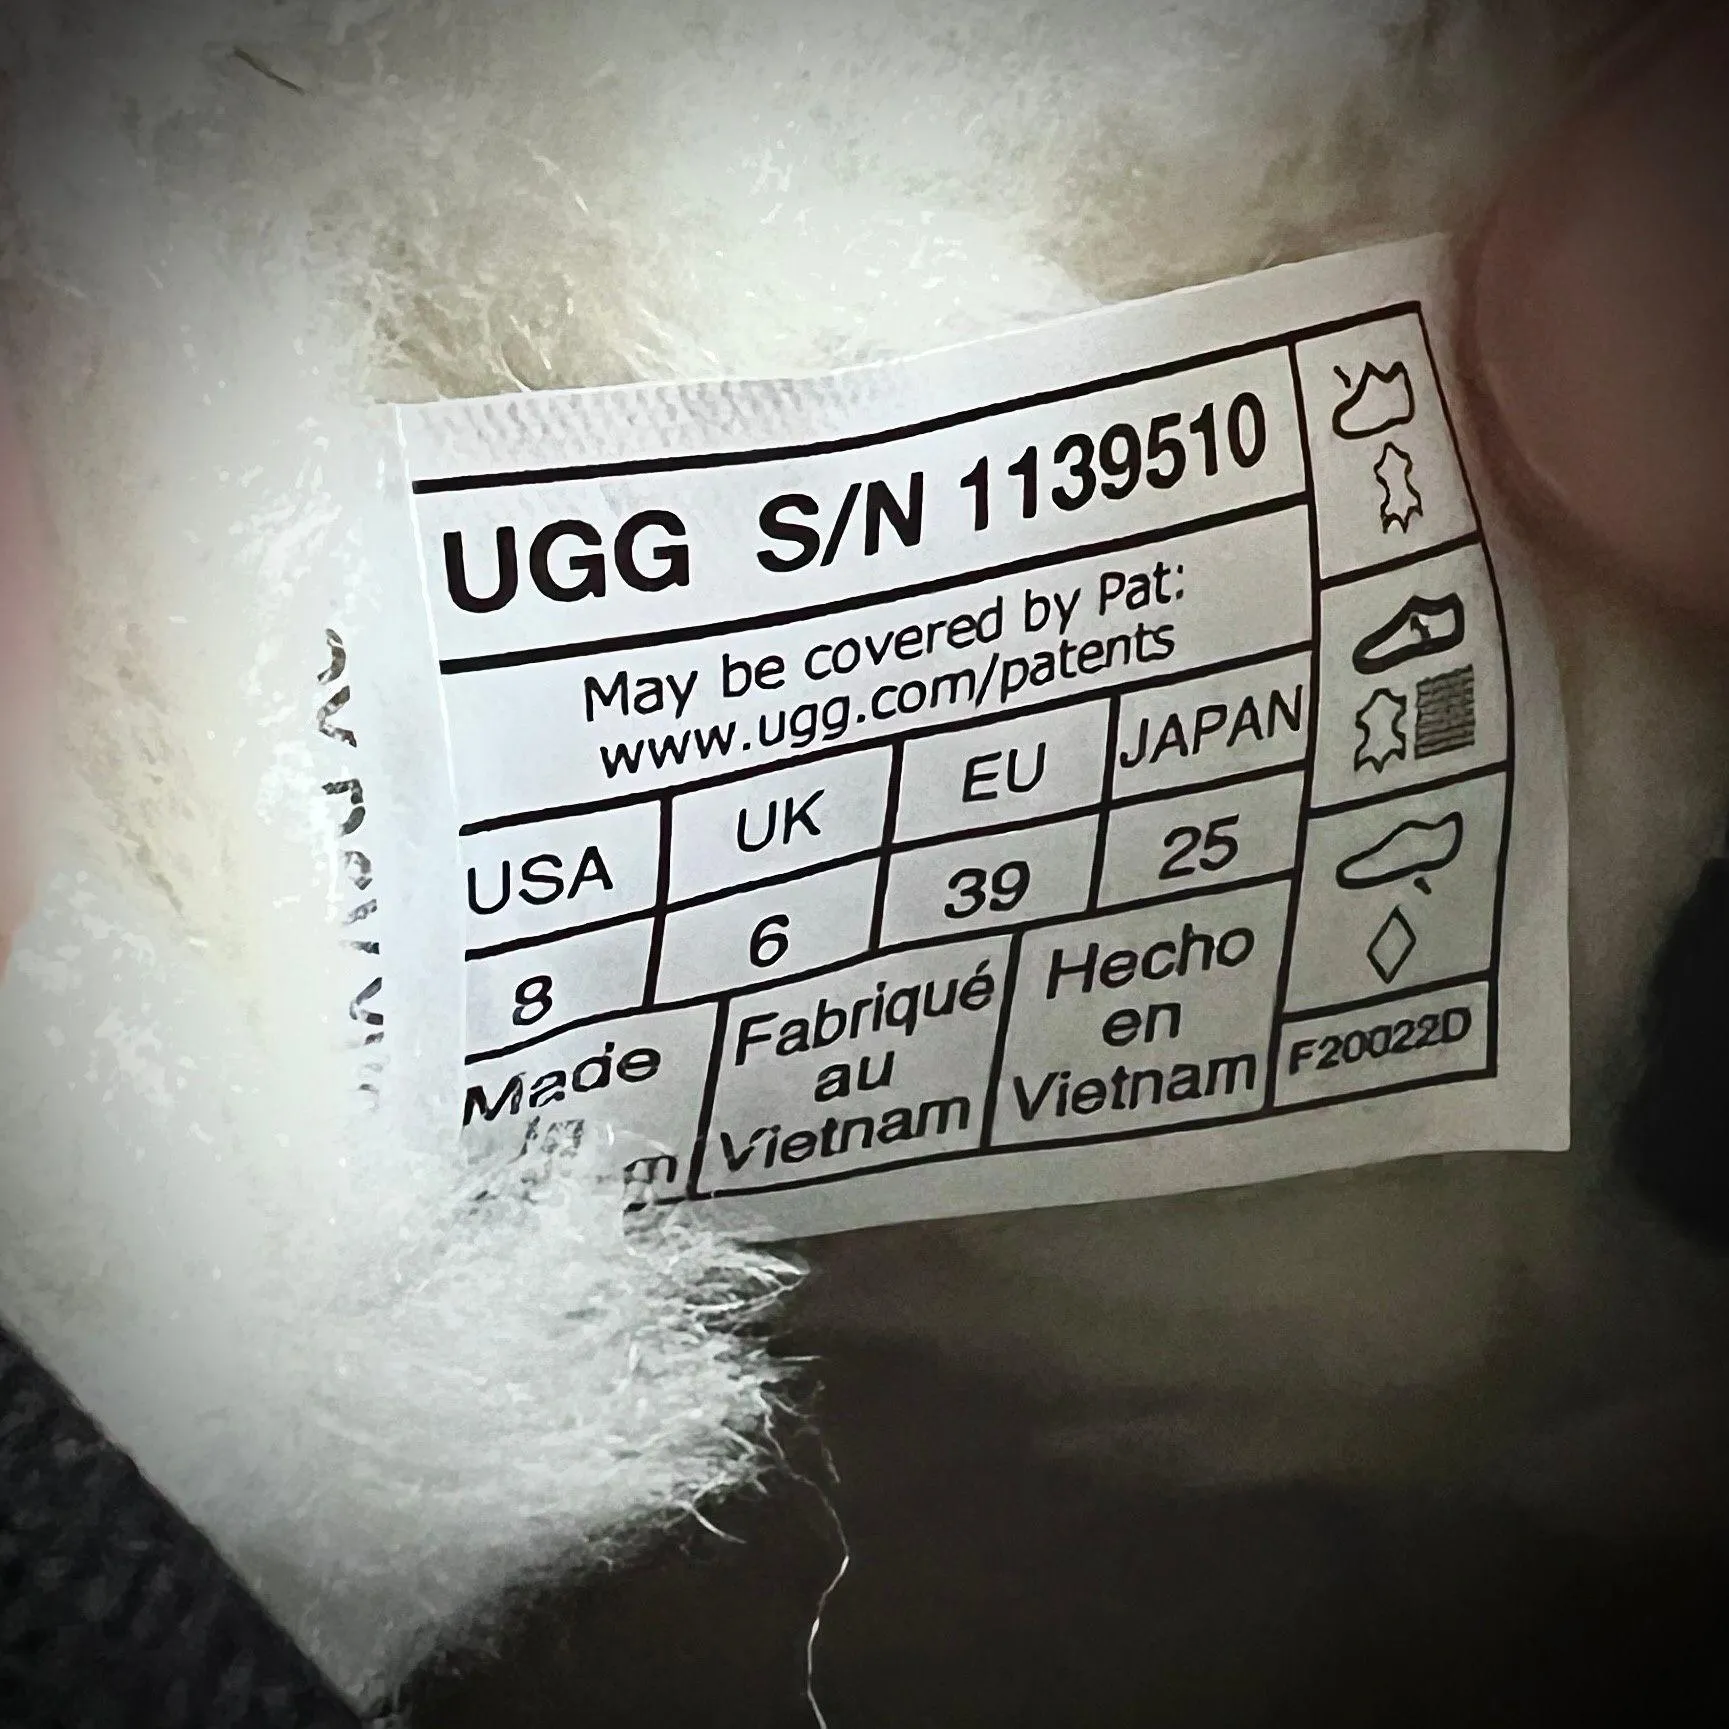 UGG S/N 1139510
May be covered by Pat:
www.ugg.com/patents
USA UK EU JAPAN
8 6 39 25
Made
in
Fabriqué
au
Vietnam
Hecho
en
Vietnam
F20022D